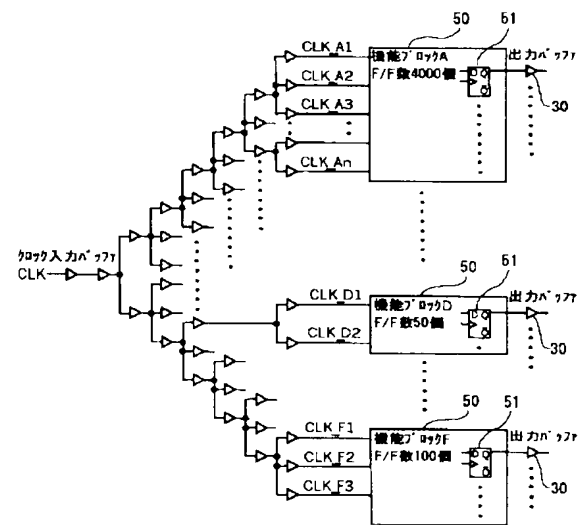 50 51
CLK_A1 機能ブロックA 出力バッファ
CLK_A2 F/F数4000個
D Q
Q
CLK_A3 30
CLK_An
クロック入力バッファ
CLK
50 51
CLK_D1 機能ブロックD 出力バッファ
F/F数50個
D Q
Q
CLK_D2 30
50 51
CLK_F1 機能ブロックF 出力バッファ
F/F数100個
D Q
Q
CLK_F2 30
CLK_F3